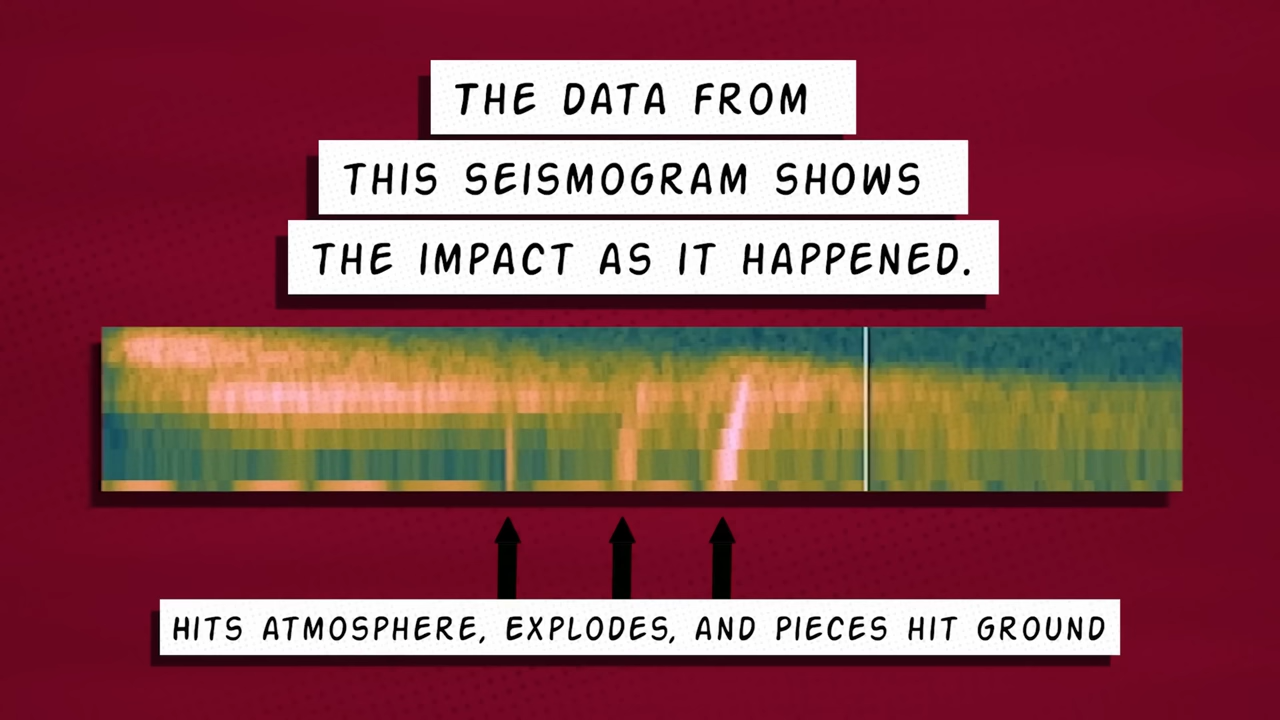 THE DATA FROM
THIS SEISMOGRAM SHOWS
THE IMPACT AS IT HAPPENED.
HITS ATMOSPHERE, EXPLODES, AND PIECES HIT GROUND